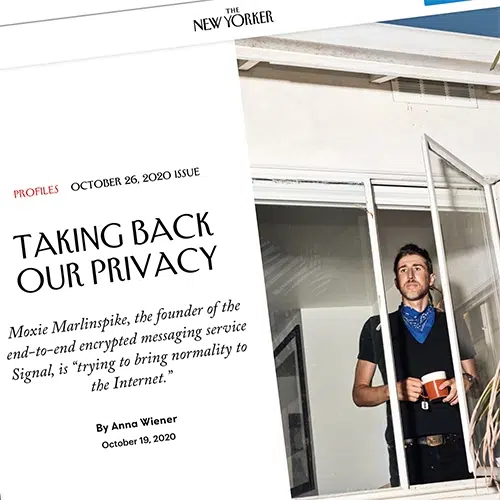 THE
NEW YORKER
PROFILES OCTOBER 26, 2020 ISSUE
TAKING BACK
OUR PRIVACY
Moxie Marlinspike, the founder of the
end-to-end encrypted messaging service
Signal, is “trying to bring normality to
the Internet.”
By Anna Wiener
October 19, 2020